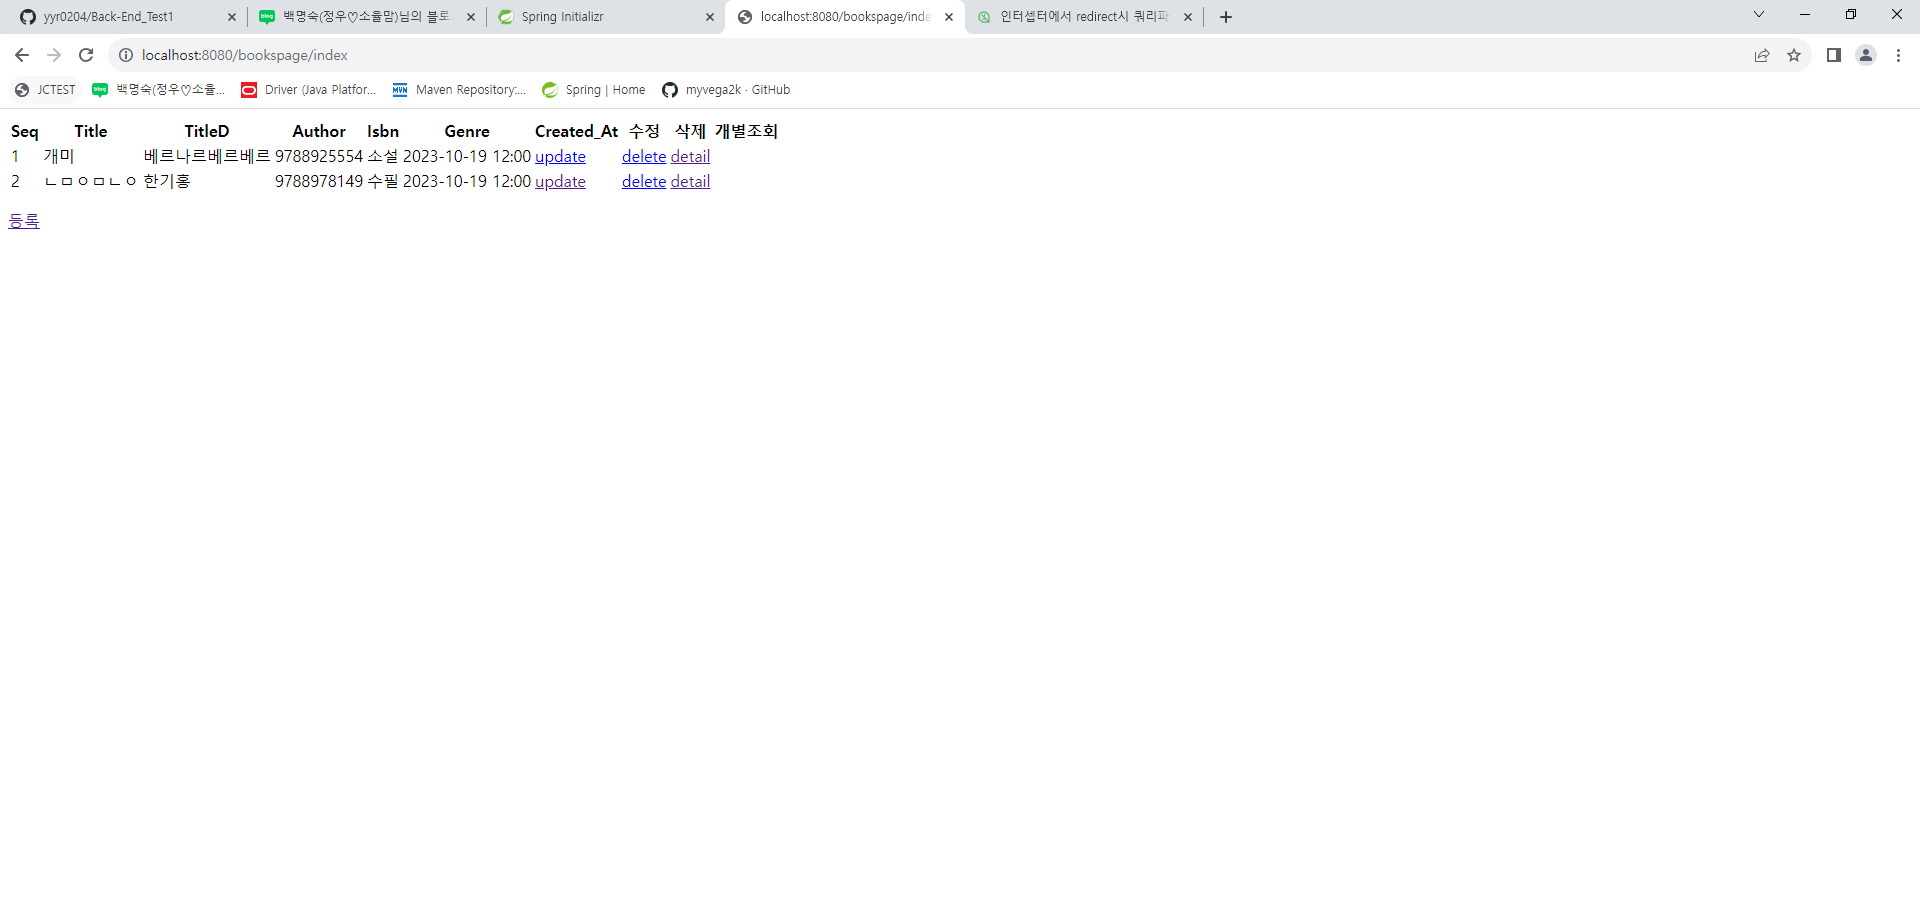 yyr0204/Back-End_Test1
백명숙(정우♡소율맘)님의 블로
Spring Initializr
localhost:8080/bookspage/inde
인터셉터에서 redirect시 쿼리파
localhost:8080/bookspage/index
JCTEST
백명숙(정우♡소율...
Driver (Java Platfor...
Maven Repository:...
Spring | Home
myvega2k · GitHub
Seq Title TitleD Author Isbn Genre Created_At 수정 삭제 개별조회
1 개미 베르나르베르베르 9788925554 소설 2023-10-19 12:00 update delete detail
2 ㄴㅁㅇㅁㄴㅇ 한기홍 9788978149 수필 2023-10-19 12:00 update delete detail
등록